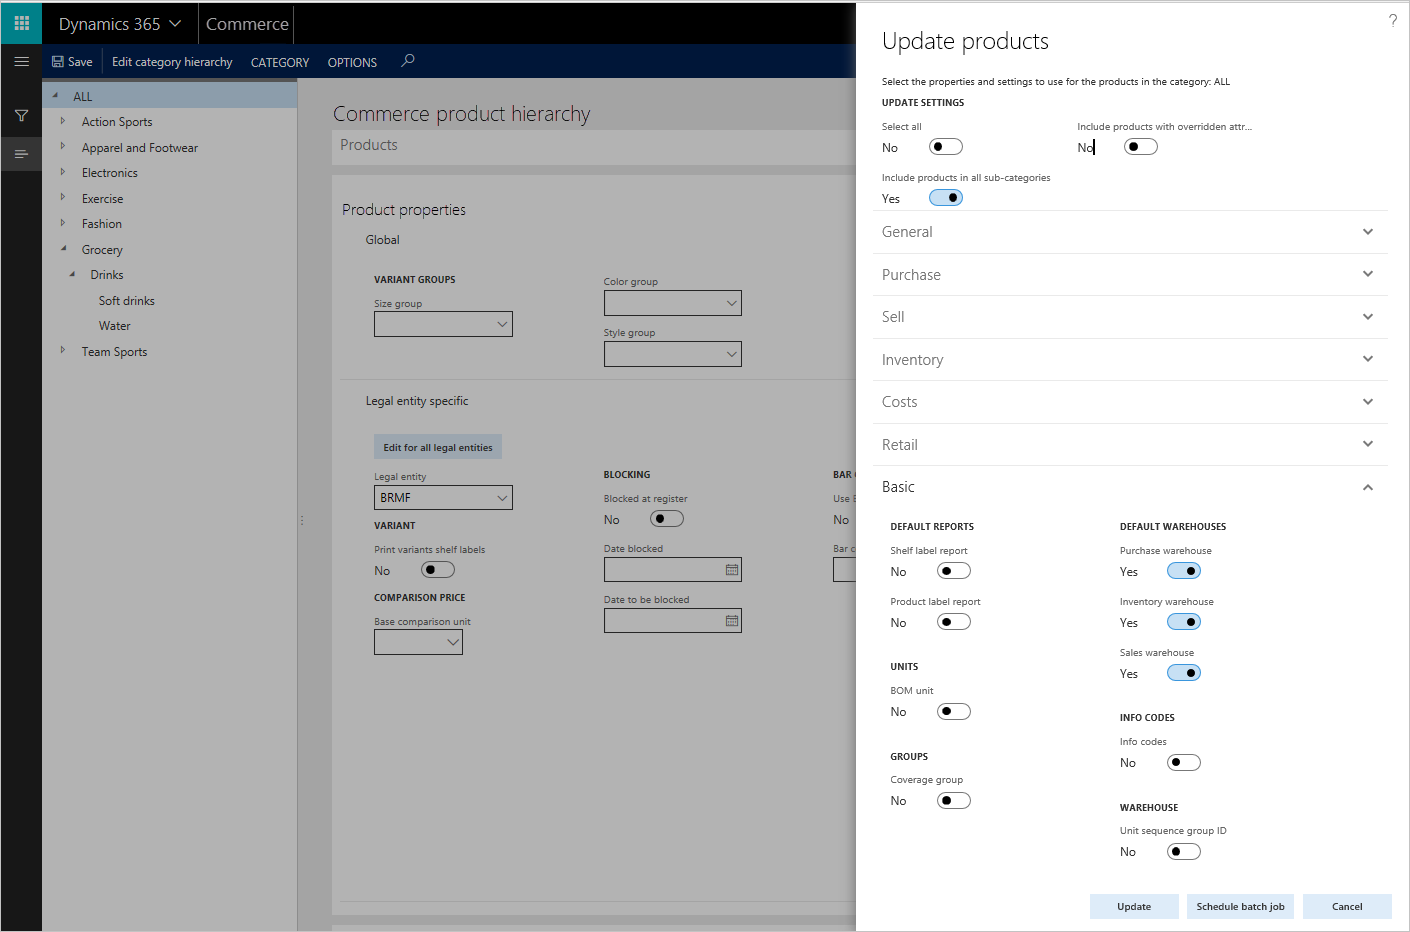 Dynamics 365
Commerce
?
Save
Edit category hierarchy
CATEGORY
OPTIONS
ALL
Action Sports
Apparel and Footwear
Electronics
Exercise
Fashion
Grocery
Drinks
Soft drinks
Water
Team Sports
Commerce product hierarchy
Products
Product properties
Global
VARIANT GROUPS
Size group
Color group
Style group
Legal entity specific
Edit for all legal entities
Legal entity
BRMF
VARIANT
Print variants shelf labels
No
COMPARISON PRICE
Base comparison unit
BLOCKING
Blocked at register
No
Date blocked
Date to be blocked
BAR
Use
No
Bar c
Update products
Select the properties and settings to use for the products in the category: ALL
UPDATE SETTINGS
Select all
No
Include products with overridden attr...
No
Include products in all sub-categories
Yes
General
Purchase
Sell
Inventory
Costs
Retail
Basic
DEFAULT REPORTS
Shelf label report
No
Product label report
No
UNITS
BOM unit
No
GROUPS
Coverage group
No
DEFAULT WAREHOUSES
Purchase warehouse
Yes
Inventory warehouse
Yes
Sales warehouse
Yes
INFO CODES
Info codes
No
WAREHOUSE
Unit sequence group ID
No
Update
Schedule batch job
Cancel